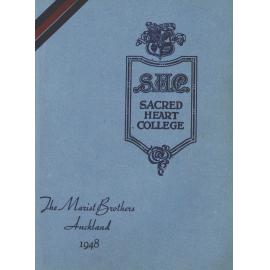 S.H.C.
SACRED
HEART
COLLEGE
The Marist Brothers
Auckland
1948